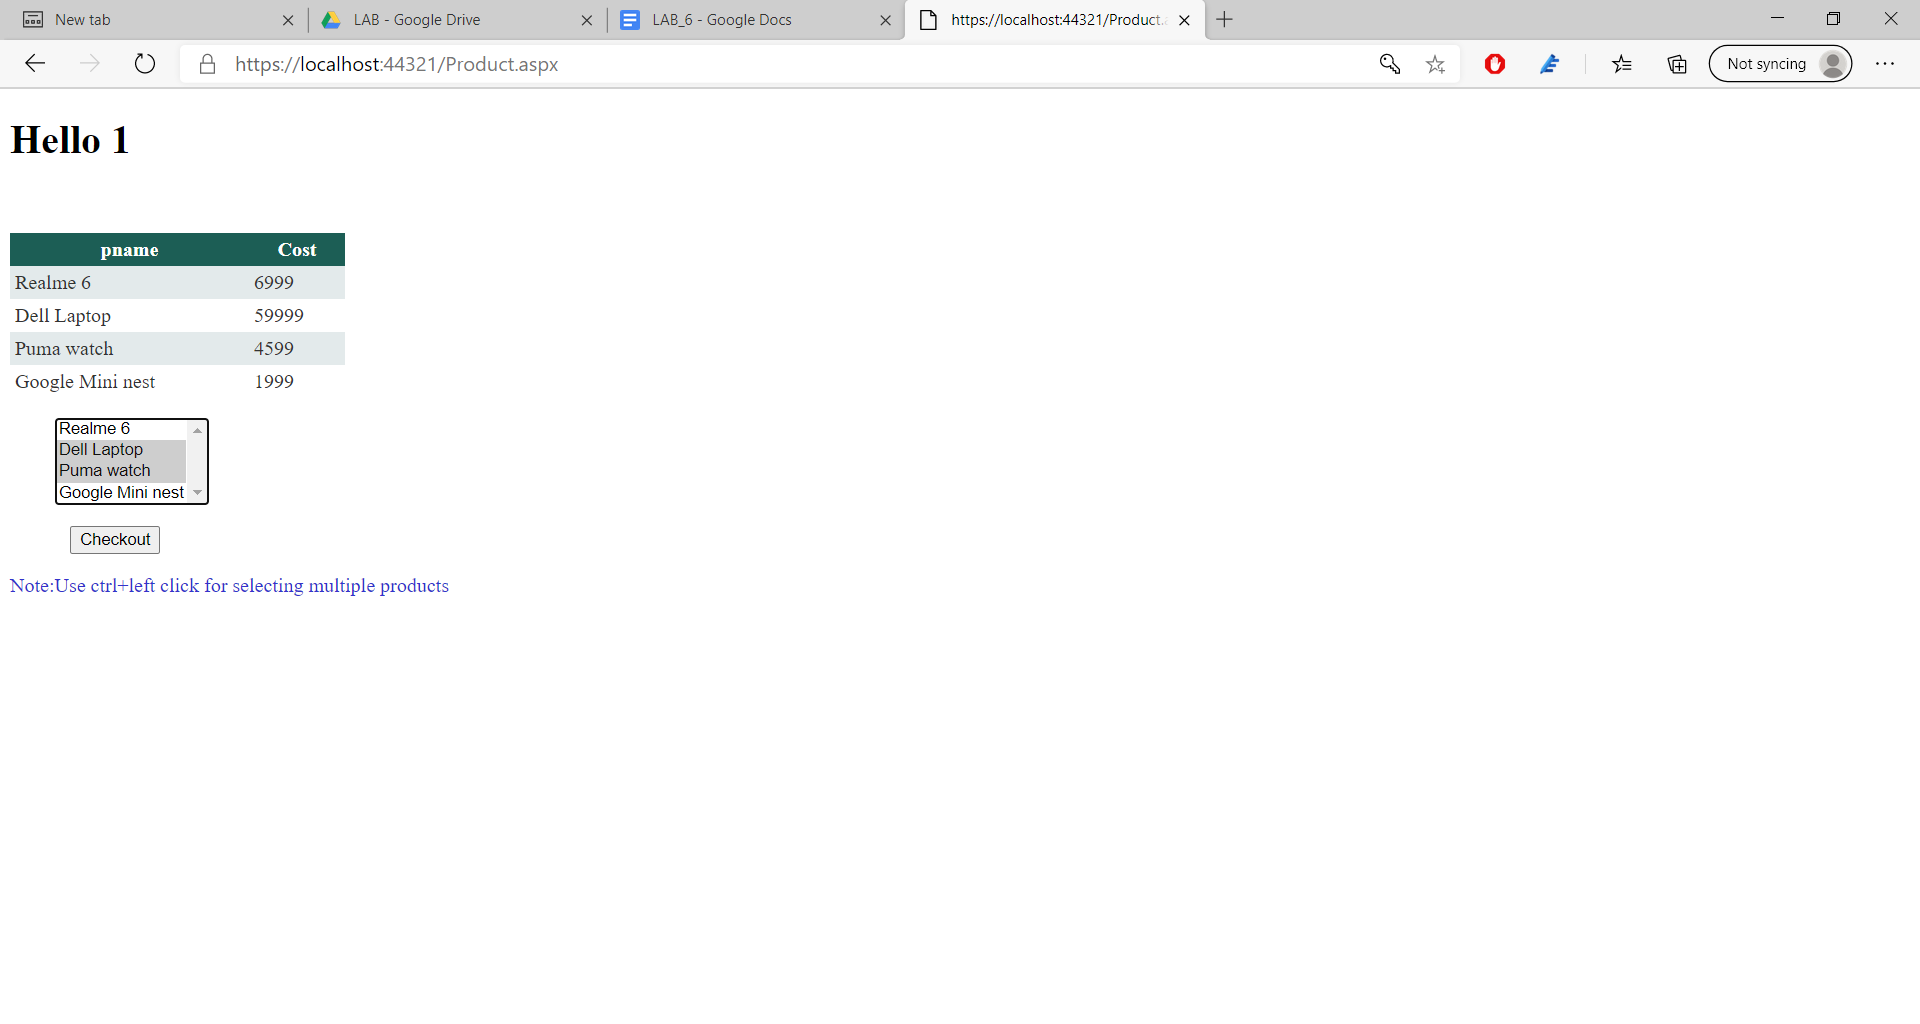 New tab
LAB - Google Drive
LAB_6 - Google Docs
https://localhost:44321/Product.
https://localhost:44321/Product.aspx
Not syncing
Hello 1
pname Cost
Realme 6 6999
Dell Laptop 59999
Puma watch 4599
Google Mini nest 1999
Realme 6
Dell Laptop
Puma watch
Google Mini nest
Checkout
Note:Use ctrl+left click for selecting multiple products